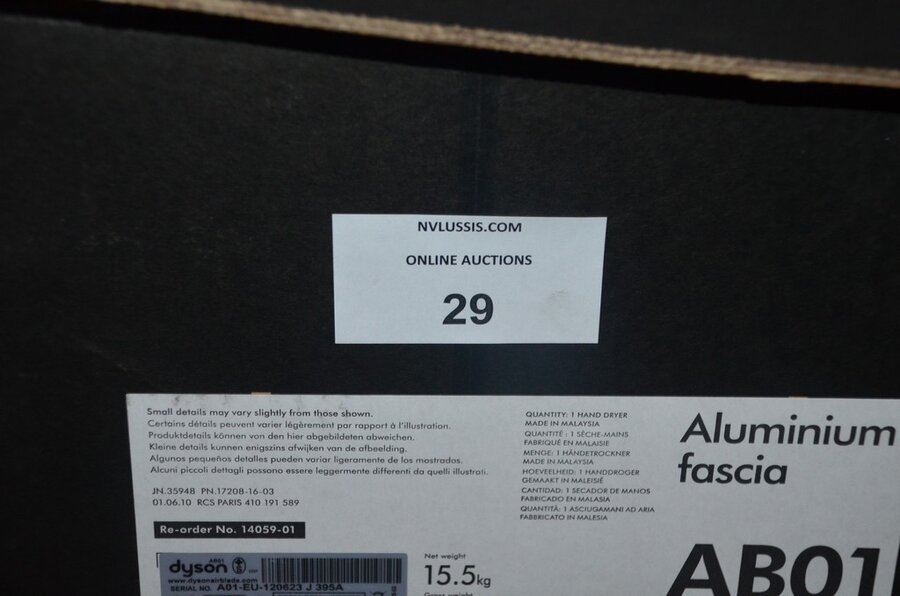 NVLUSSIS.COM
ONLINE AUCTIONS
29
Small details may vary slightly from those shown.
Certains détails peuvent varier légèrement par rapport à l'illustration.
Produktdetails können von den hier abgebildeten abweichen.
Kleine details kunnen enigszins afwijken van de afbeelding.
Algunos pequeños detalles pueden variar ligeramente de los mostrados.
Alcuni piccoli dettagli possono essere leggermente differenti da quelli illustrati.
JN.35948 PN.17208-16-03
01.06.10 RCS PARIS 410 191 589
Re-order No. 14059-01
dyson
AB01
www.dysonairblade.com
SERIAL NO. A01-EU-120623 J 395A
QUANTITY: 1 HAND DRYER
MADE IN MALAYSIA
QUANTITÉ : 1 SÈCHE-MAINS
FABRIQUÉ EN MALAISIE
MENGE: 1 HÄNDETROCKNER
MADE IN MALAYSIA
HOEVEELHEID: 1 HANDDROGER
GEMAAKT IN MALEISIË
CANTIDAD: 1 SECADOR DE MANOS
FABRICADO EN MALASIA
QUANTITÀ: 1 ASCIUGAMANI AD ARIA
FABBRICATO IN MALESIA
Net weight
15.5kg
Gross weight
Aluminium
fascia
AB01